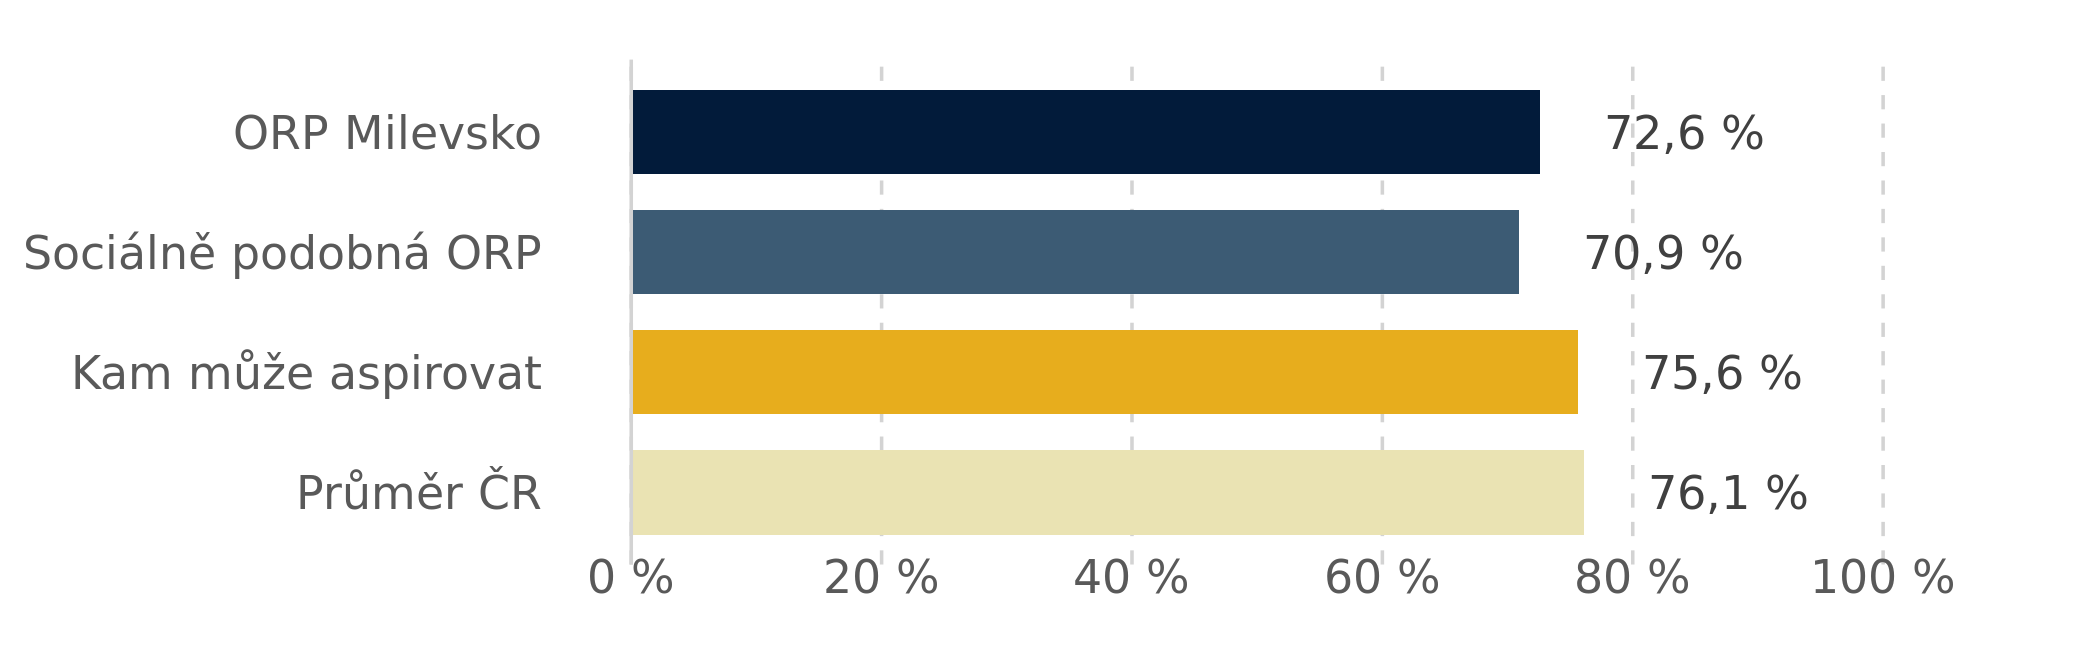 ORP Milevsko 72,6 %
Sociálně podobná ORP 70,9 %
Kam může aspirovat 75,6 %
Průměr ČR 76,1 %
0 % 20 % 40 % 60 % 80 % 100 %